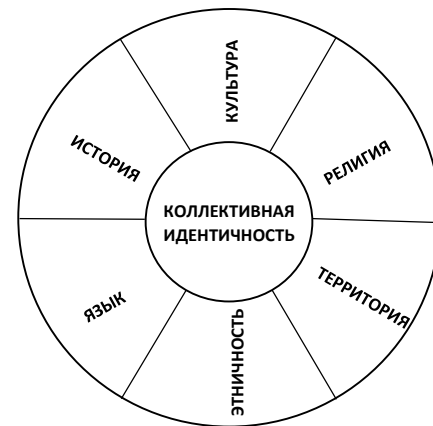 КУЛЬТУРА
РЕЛИГИЯ
ТЕРРИТОРИЯ
ЭТНИЧНОСТЬ
ЯЗЫК
ИСТОРИЯ
КОЛЛЕКТИВНАЯ
ИДЕНТИЧНОСТЬ